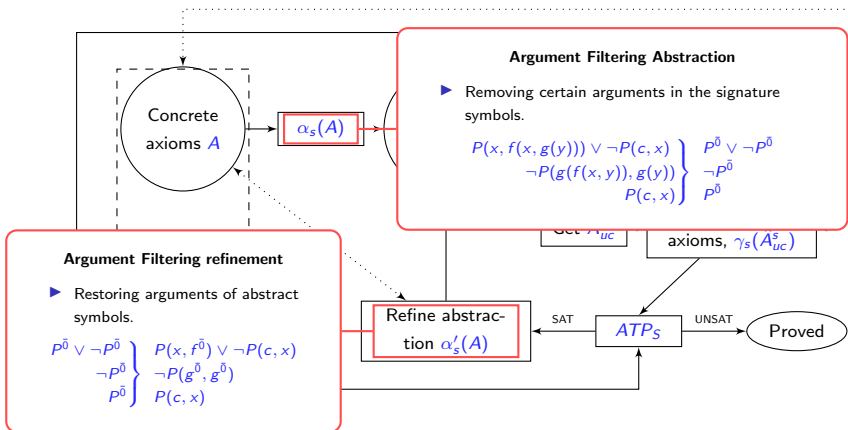 Argument Filtering Abstraction
▶ Removing certain arguments in the signature
symbols.
P(x, f(x, g(y))) ∨ ¬P(c, x)
¬P(g(f(x, y)), g(y))
P(c, x)
P^0̄ ∨ ¬P^0̄
¬P^0̄
P^0̄
Concrete
axioms A
α_s(A)
axioms, γ_s(A^s_uc)
Argument Filtering refinement
▶ Restoring arguments of abstract
symbols.
P^0̄ ∨ ¬P^0̄
¬P^0̄
P^0̄
P(x, f^0̄) ∨ ¬P(c, x)
¬P(g^0̄, g^0̄)
P(c, x)
Refine abstrac-
tion α′_s(A)
SAT
ATP_S
UNSAT
Proved